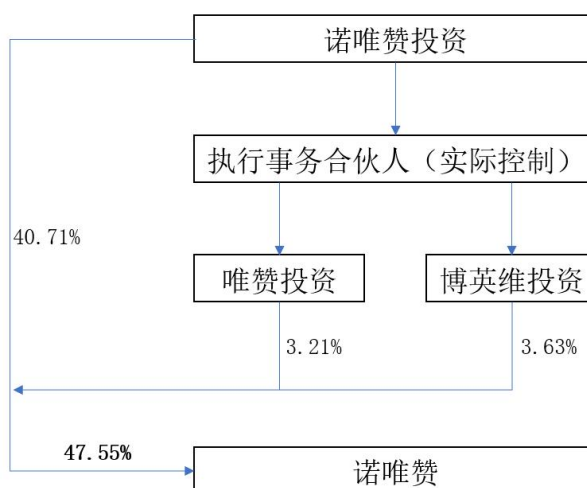 诺唯赞投资
执行事务合伙人（实际控制）
40.71%
唯赞投资
博英维投资
3.21%
3.63%
47.55%
诺唯赞